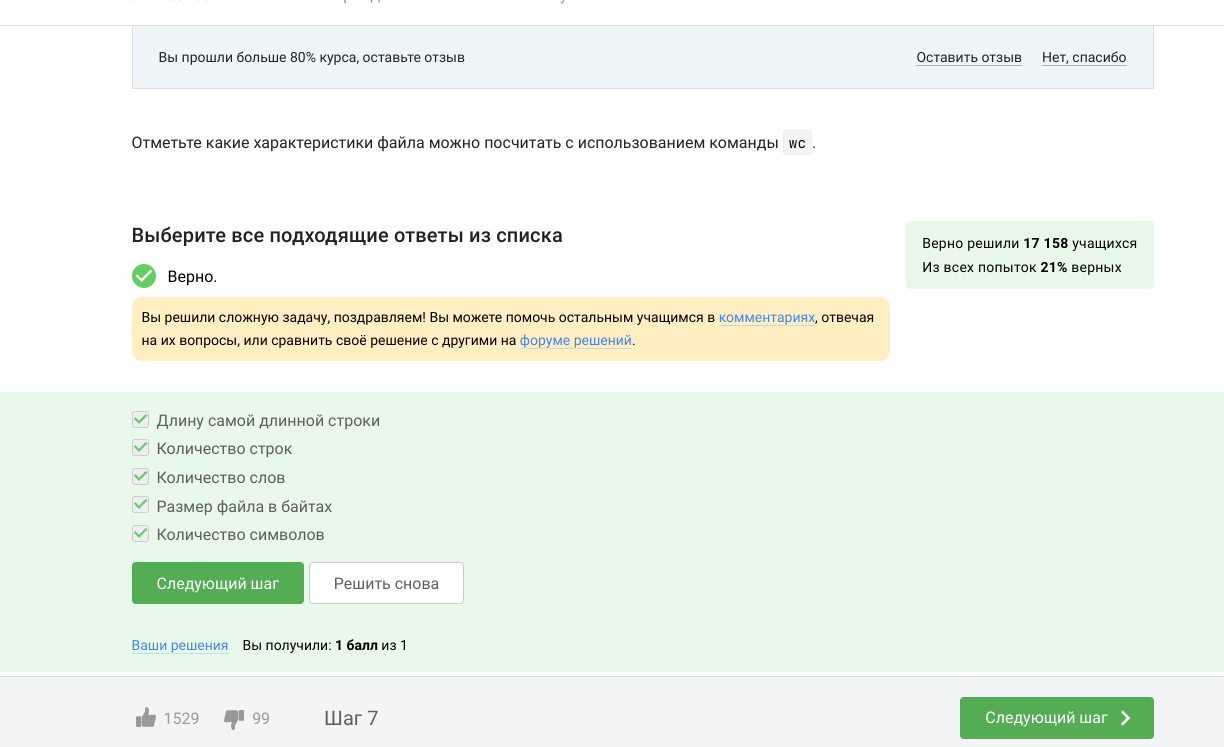 Вы прошли больше 80% курса, оставьте отзыв
Оставить отзыв
Нет, спасибо
Отметьте какие характеристики файла можно посчитать с использованием команды wc.
Выберите все подходящие ответы из списка
Верно решили 17 158 учащихся
Из всех попыток 21% верных
Верно.
Вы решили сложную задачу, поздравляем! Вы можете помочь остальным учащимся в комментариях, отвечая
на их вопросы, или сравнить своё решение с другими на форуме решений.
Длину самой длинной строки
Количество строк
Количество слов
Размер файла в байтах
Количество символов
Следующий шаг
Решить снова
Ваши решения Вы получили: 1 балл из 1
1529 99 Шаг 7
Следующий шаг